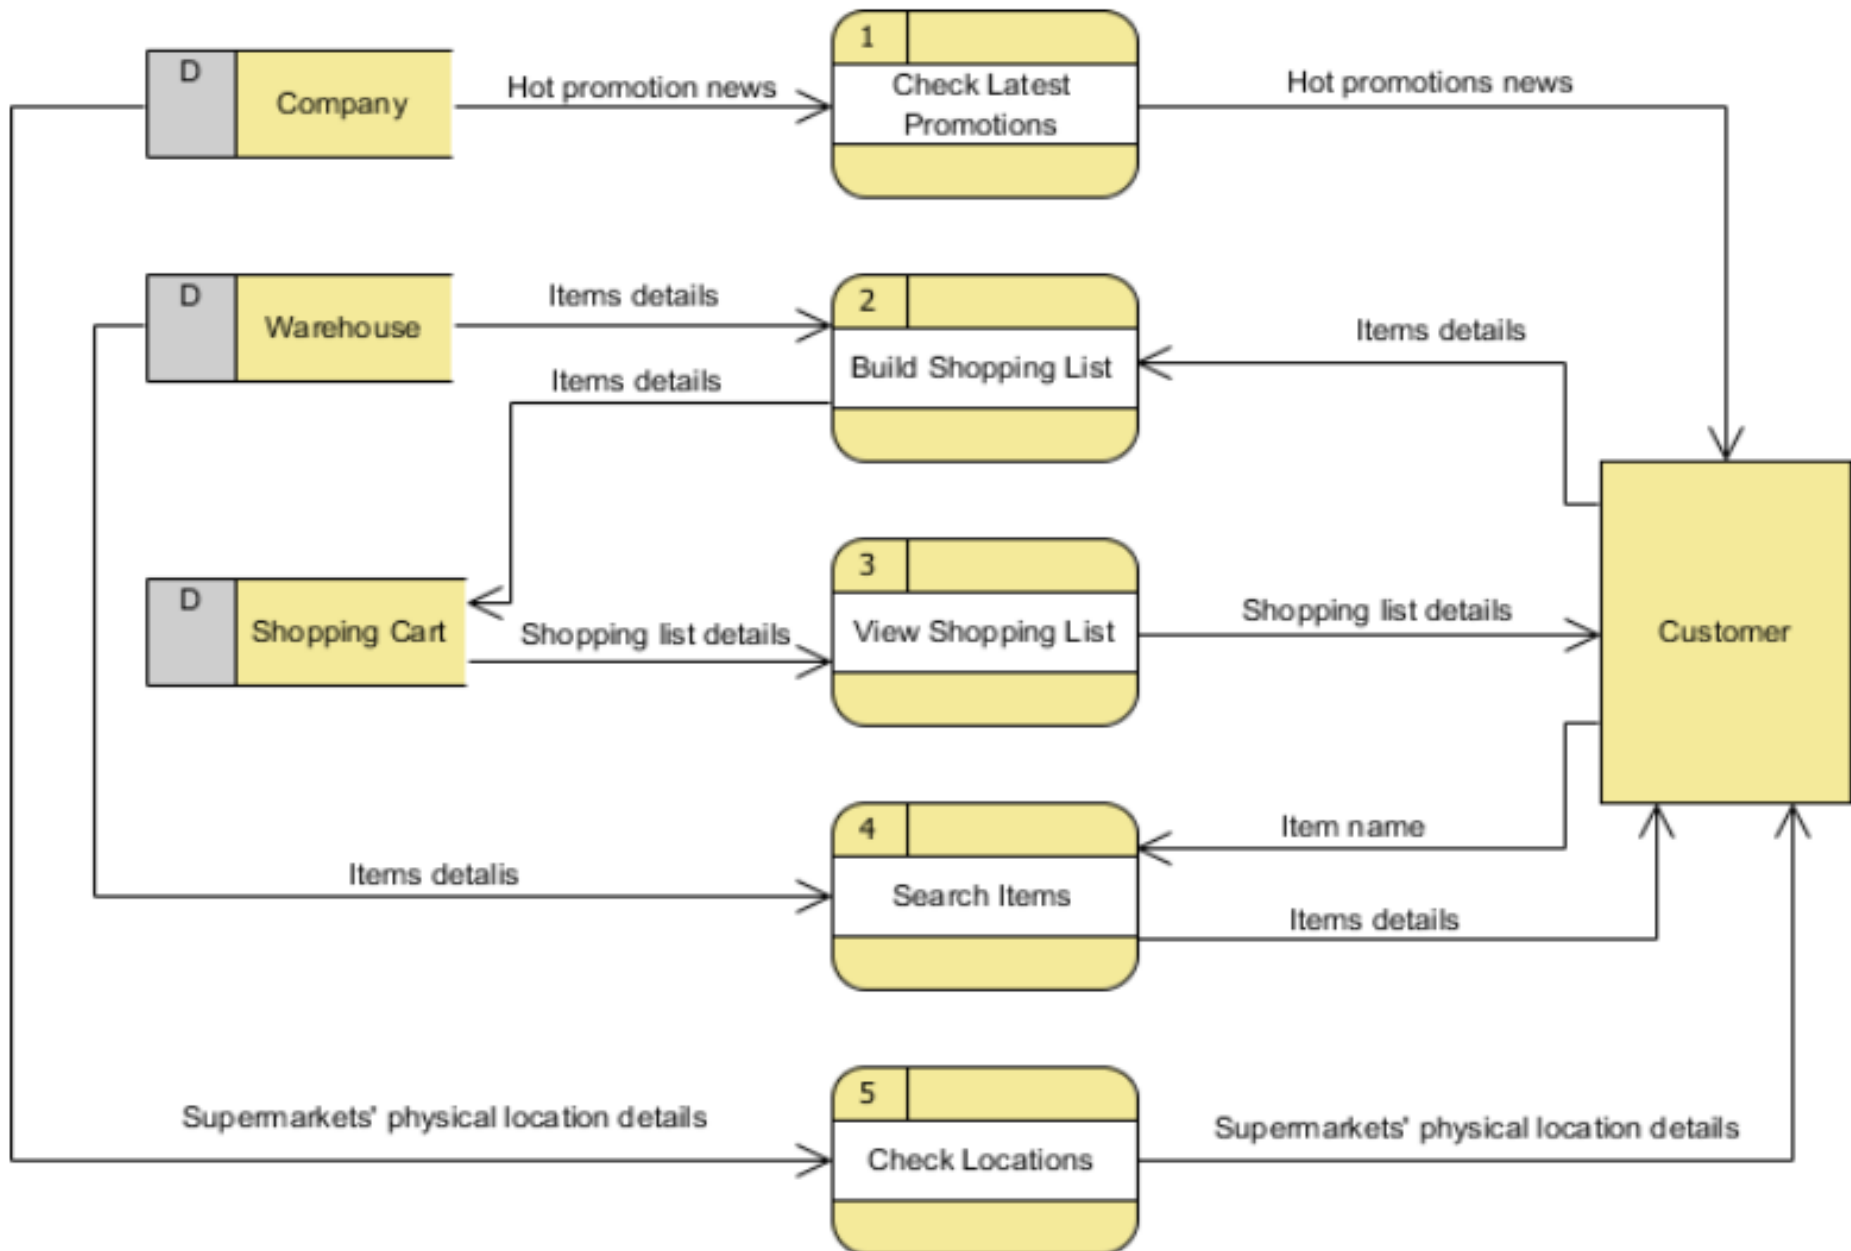 1
D
Company
Hot promotion news
Check Latest
Promotions
Hot promotions news
D
Warehouse
Items details
2
Build Shopping List
Items details
Items details
D
Shopping Cart
Shopping list details
3
View Shopping List
Shopping list details
Customer
4
Search Items
Item name
Items details
Items detalis
5
Check Locations
Supermarkets' physical location details
Supermarkets' physical location details